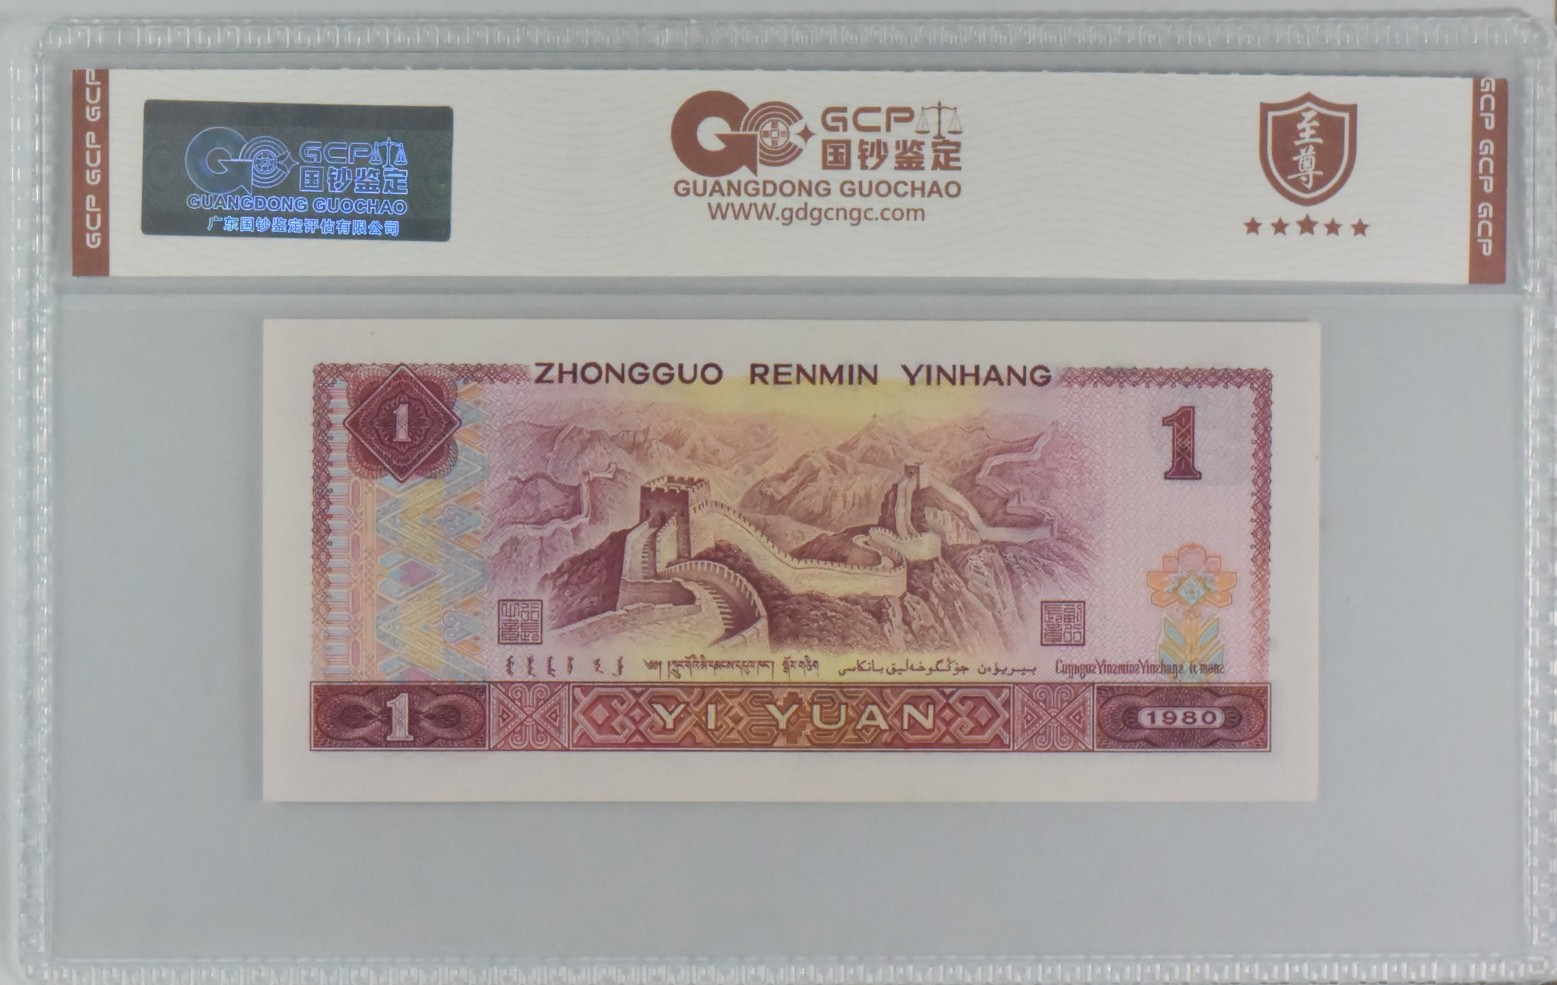 GCP GCP GCP
GCP
国钞鉴定
GUANGDONG GUOCHAO
广东国钞鉴定评估有限公司
GCP
国钞鉴定
GUANGDONG GUOCHAO
WWW.gdgcngc.com
至尊
GCP GCP GCP
ZHONGGUO RENMIN YINHANG
1
1
1
YI YUAN
1980